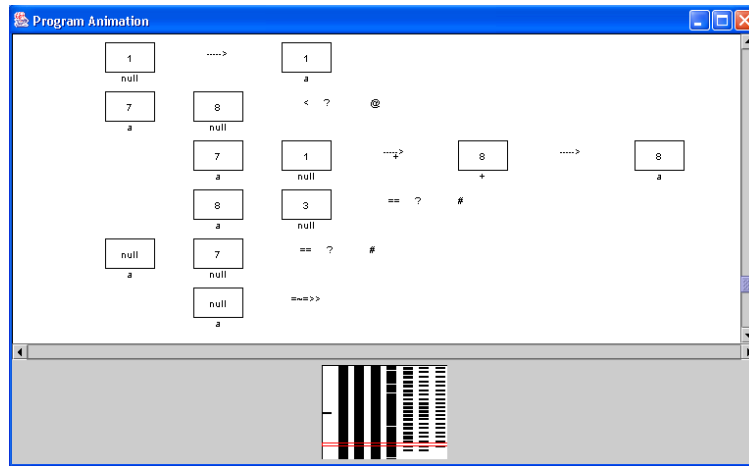 Program Animation
1 -----> 1
null a
7 8 < ? @
a null
7 1 -----> + 8 -----> 8
a null + a
8 3 == ? #
a null
null 7 == ? #
a null
null =~=>>
a